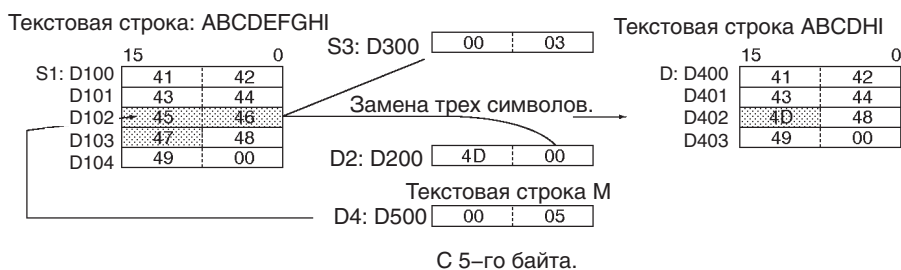 Текстовая строка: ABCDEFGHI
15 0
S1: D100 41 42
D101 43 44
D102 45 46
D103 47 48
D104 49 00
S3: D300 00 03
Замена трех символов.
D2: D200 4D 00
Текстовая строка M
D4: D500 00 05
С 5–го байта.
Текстовая строка ABCDHI
15 0
D: D400 41 42
D401 43 44
D402 4D 48
D403 49 00